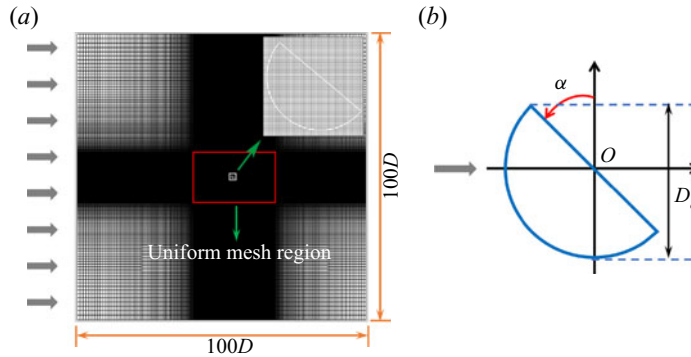 (a)
(b)
100D
Uniform mesh region
100D
α
O
D